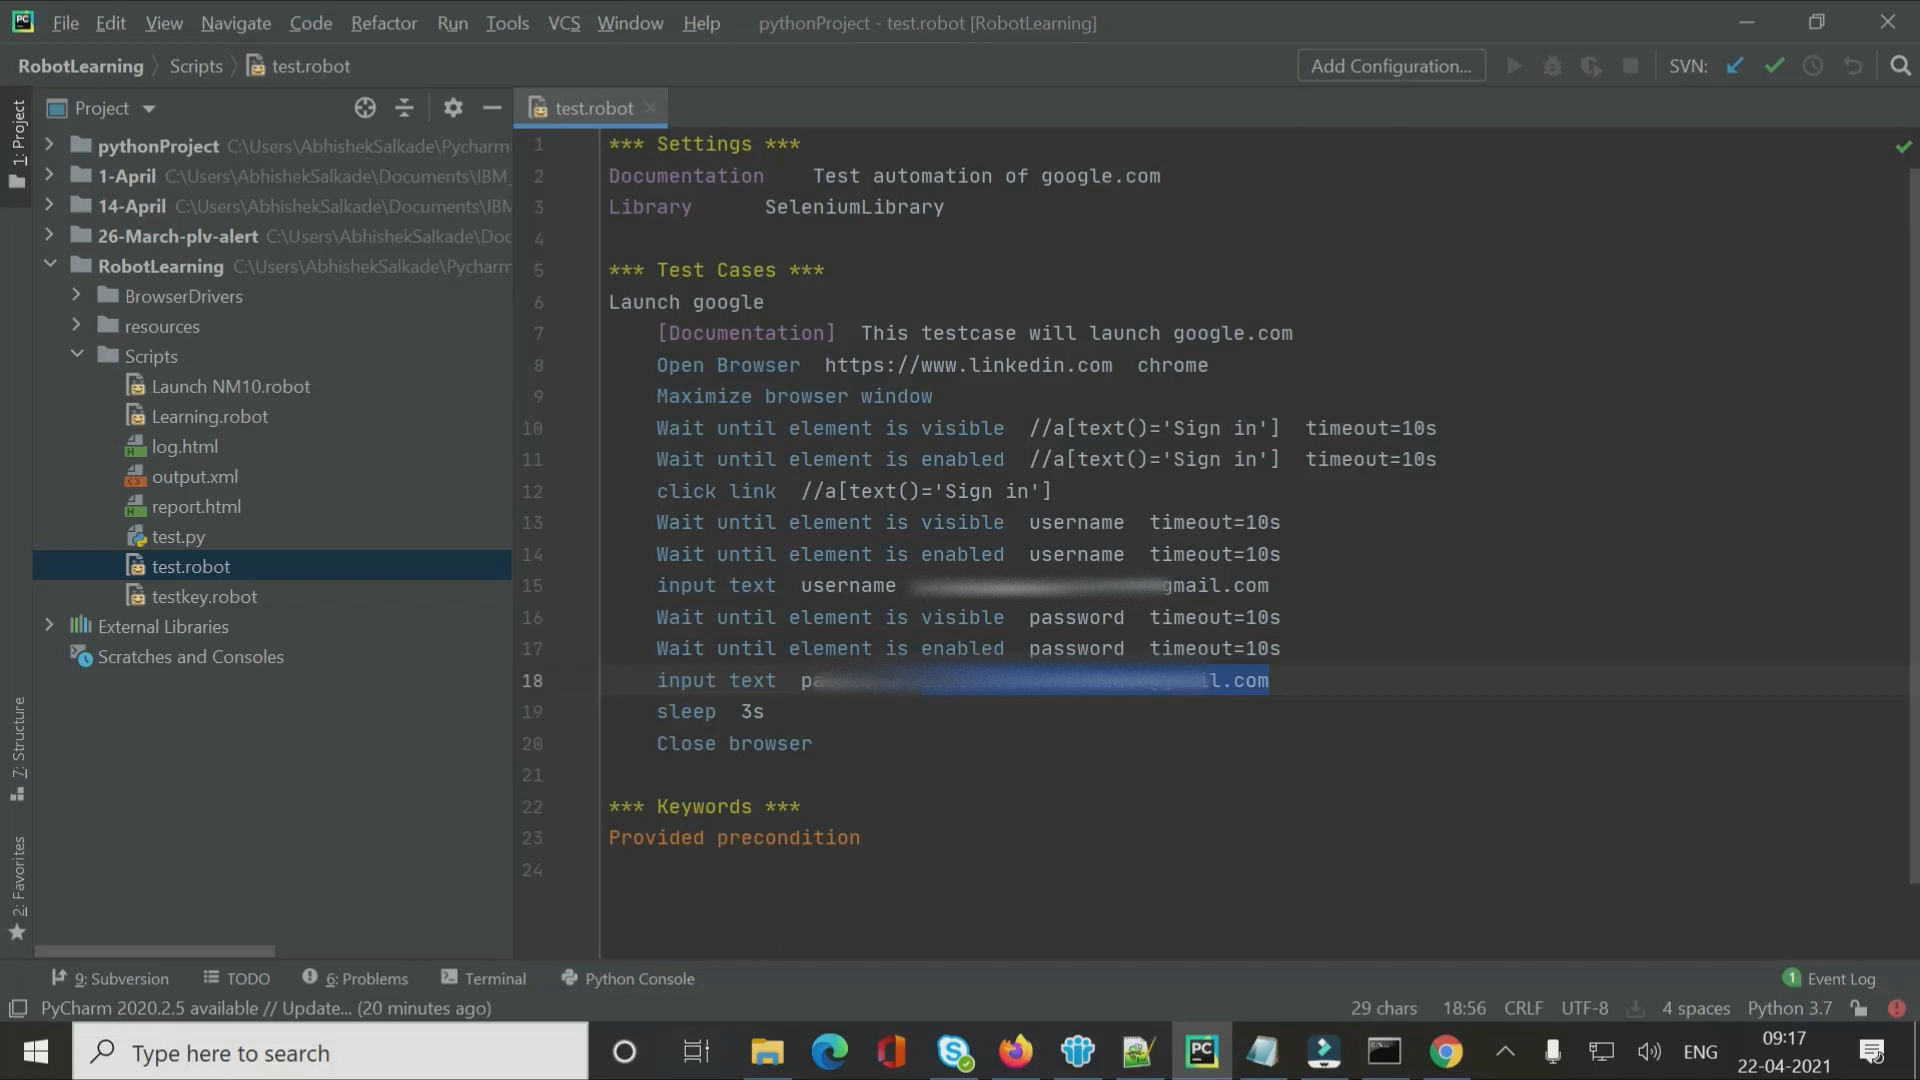 File Edit View Navigate Code Refactor Run Tools VCS Window Help pythonProject - test.robot [RobotLearning]
RobotLearning Scripts test.robot Add Configuration... SVN:
1: Project
Project
test.robot
pythonProject C:\Users\AbhishekSalkade\Pycharm
1-April C:\Users\AbhishekSalkade\Documents\IBM_
14-April C:\Users\AbhishekSalkade\Documents\IBM
26-March-plv-alert C:\Users\AbhishekSalkade\Doc
RobotLearning C:\Users\AbhishekSalkade\Pycharm
BrowserDrivers
resources
Scripts
Launch NM10.robot
Learning.robot
log.html
output.xml
report.html
test.py
test.robot
testkey.robot
External Libraries
Scratches and Consoles
7: Structure
2: Favorites
1 *** Settings ***
2 Documentation Test automation of google.com
3 Library SeleniumLibrary
4
5 *** Test Cases ***
6 Launch google
7 [Documentation] This testcase will launch google.com
8 Open Browser https://www.linkedin.com chrome
9 Maximize browser window
10 Wait until element is visible //a[text()='Sign in'] timeout=10s
11 Wait until element is enabled //a[text()='Sign in'] timeout=10s
12 click link //a[text()='Sign in']
13 Wait until element is visible username timeout=10s
14 Wait until element is enabled username timeout=10s
15 input text username gmail.com
16 Wait until element is visible password timeout=10s
17 Wait until element is enabled password timeout=10s
18 input text pa il.com
19 sleep 3s
20 Close browser
21
22 *** Keywords ***
23 Provided precondition
24
9: Subversion TODO 6: Problems Terminal Python Console 1 Event Log
PyCharm 2020.2.5 available // Update... (20 minutes ago) 29 chars 18:56 CRLF UTF-8 4 spaces Python 3.7
Type here to search ENG 09:17
22-04-2021